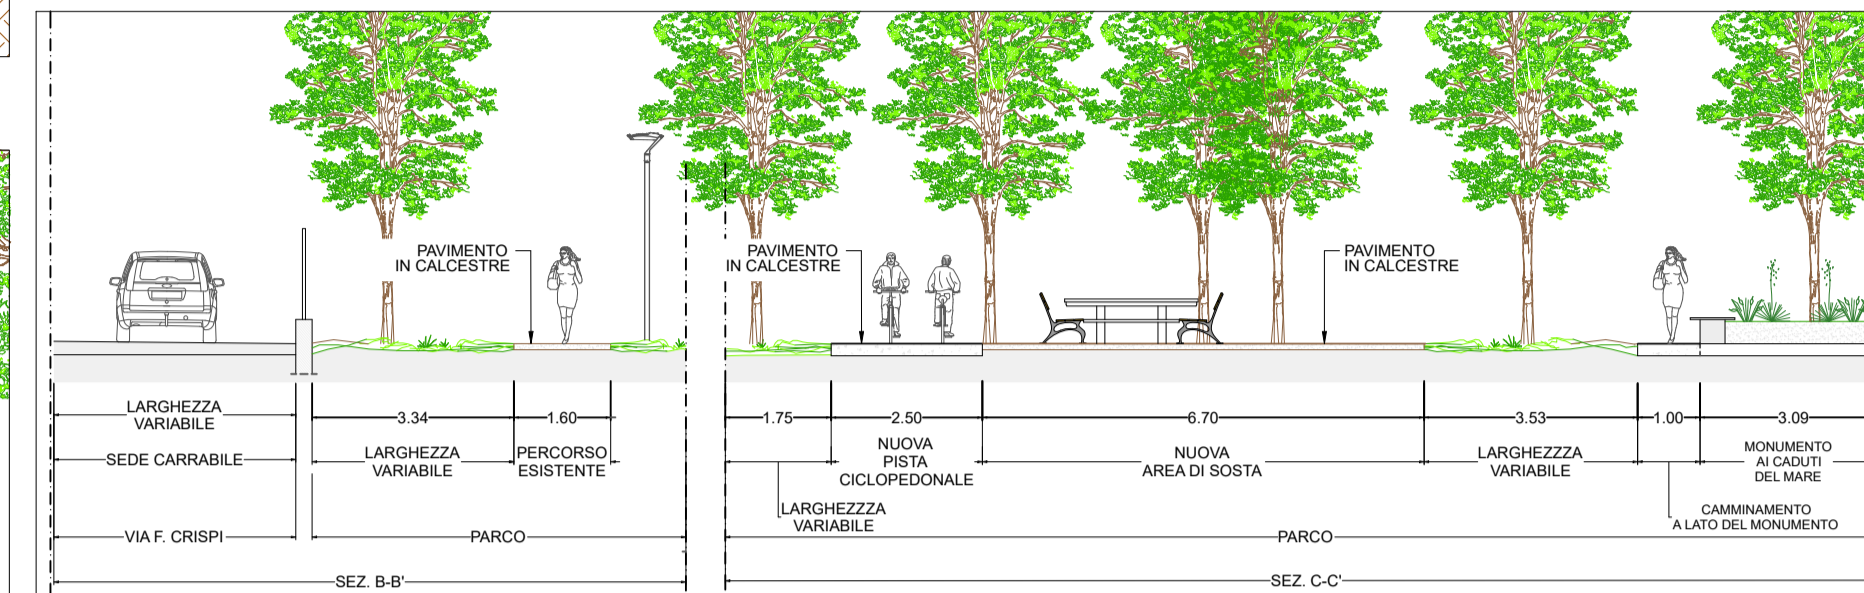 PAVIMENTO
IN CALCESTRE
PAVIMENTO
IN CALCESTRE
PAVIMENTO
IN CALCESTRE
LARGHEZZA
VARIABILE
3.34
1.60
1.75
2.50
6.70
3.53
1.00
3.09
SEDE CARRABILE
LARGHEZZA
VARIABILE
PERCORSO
ESISTENTE
NUOVA
PISTA
CICLOPEDONALE
NUOVA
AREA DI SOSTA
LARGHEZZZA
VARIABILE
MONUMENTO
AI CADUTI
DEL MARE
LARGHEZZZA
VARIABILE
CAMMINAMENTO
A LATO DEL MONUMENTO
VIA F. CRISPI
PARCO
PARCO
SEZ. B-B'
SEZ. C-C'